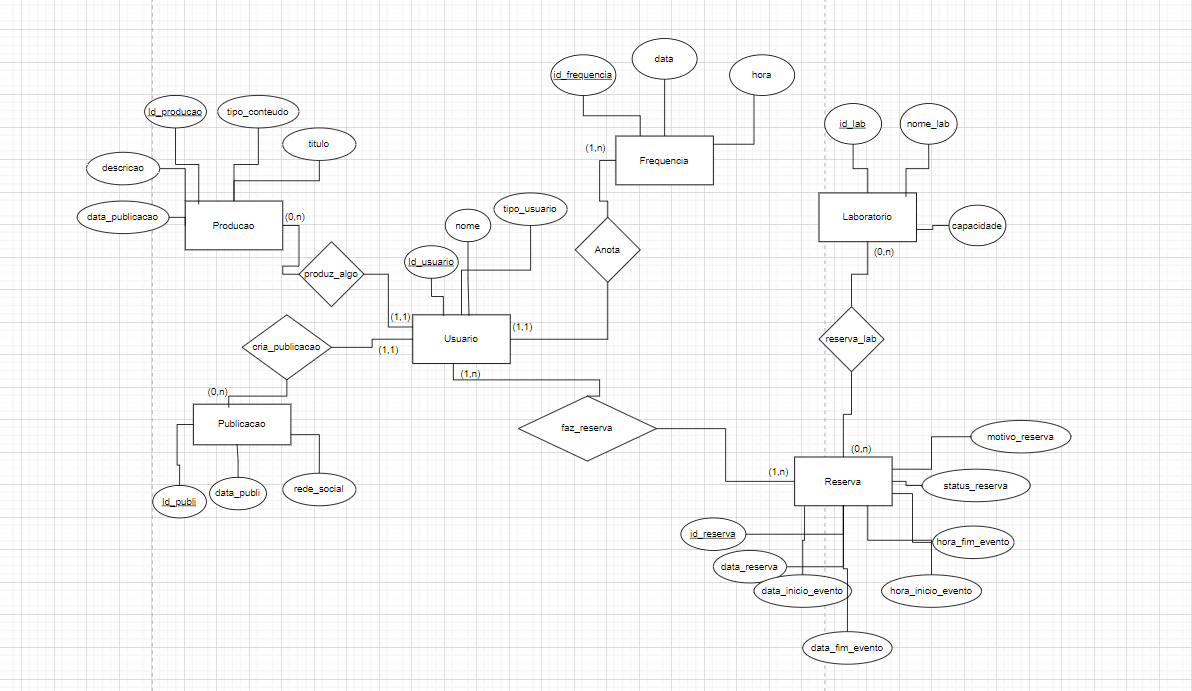 data
id_frequencia
hora
Id_producao
tipo_conteudo
id_lab
nome_lab
titulo
(1,n)
Frequencia
descricao
tipo_usuario
data_publicacao
Producao
(0,n)
nome
Laboratorio
capacidade
Anota
(0,n)
Id_usuario
produz_algo
(1,1)
(1,1)
Usuario
reserva_lab
cria_publicacao
(1,1)
(1,n)
(0,n)
Publicacao
faz_reserva
motivo_reserva
(0,n)
(1,n)
Reserva
status_reserva
rede_social
data_publi
Id_publi
id_reserva
hora_fim_evento
data_reserva
data_inicio_evento
hora_inicio_evento
data_fim_evento